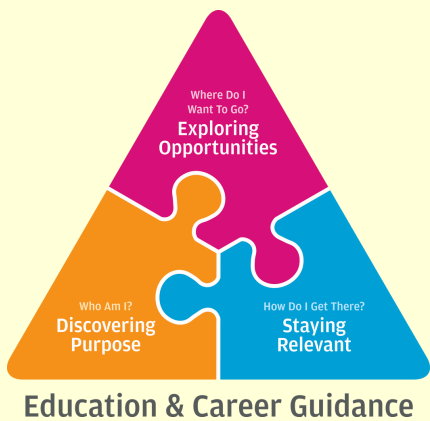 Where Do I
Want To Go?
Exploring
Opportunities
Who Am I?
Discovering
Purpose
How Do I Get There?
Staying
Relevant
Education & Career Guidance